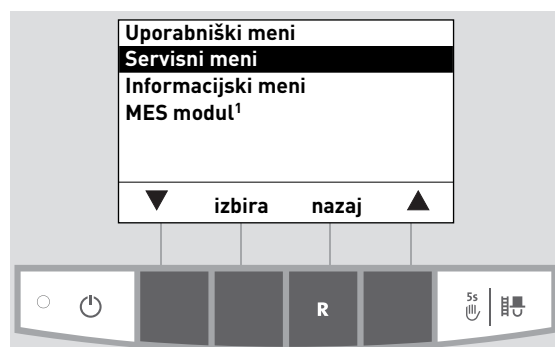 Uporabniški meni
Servisni meni
Informacijski meni
MES modul¹
▼ izbira nazaj ▲
R 5s